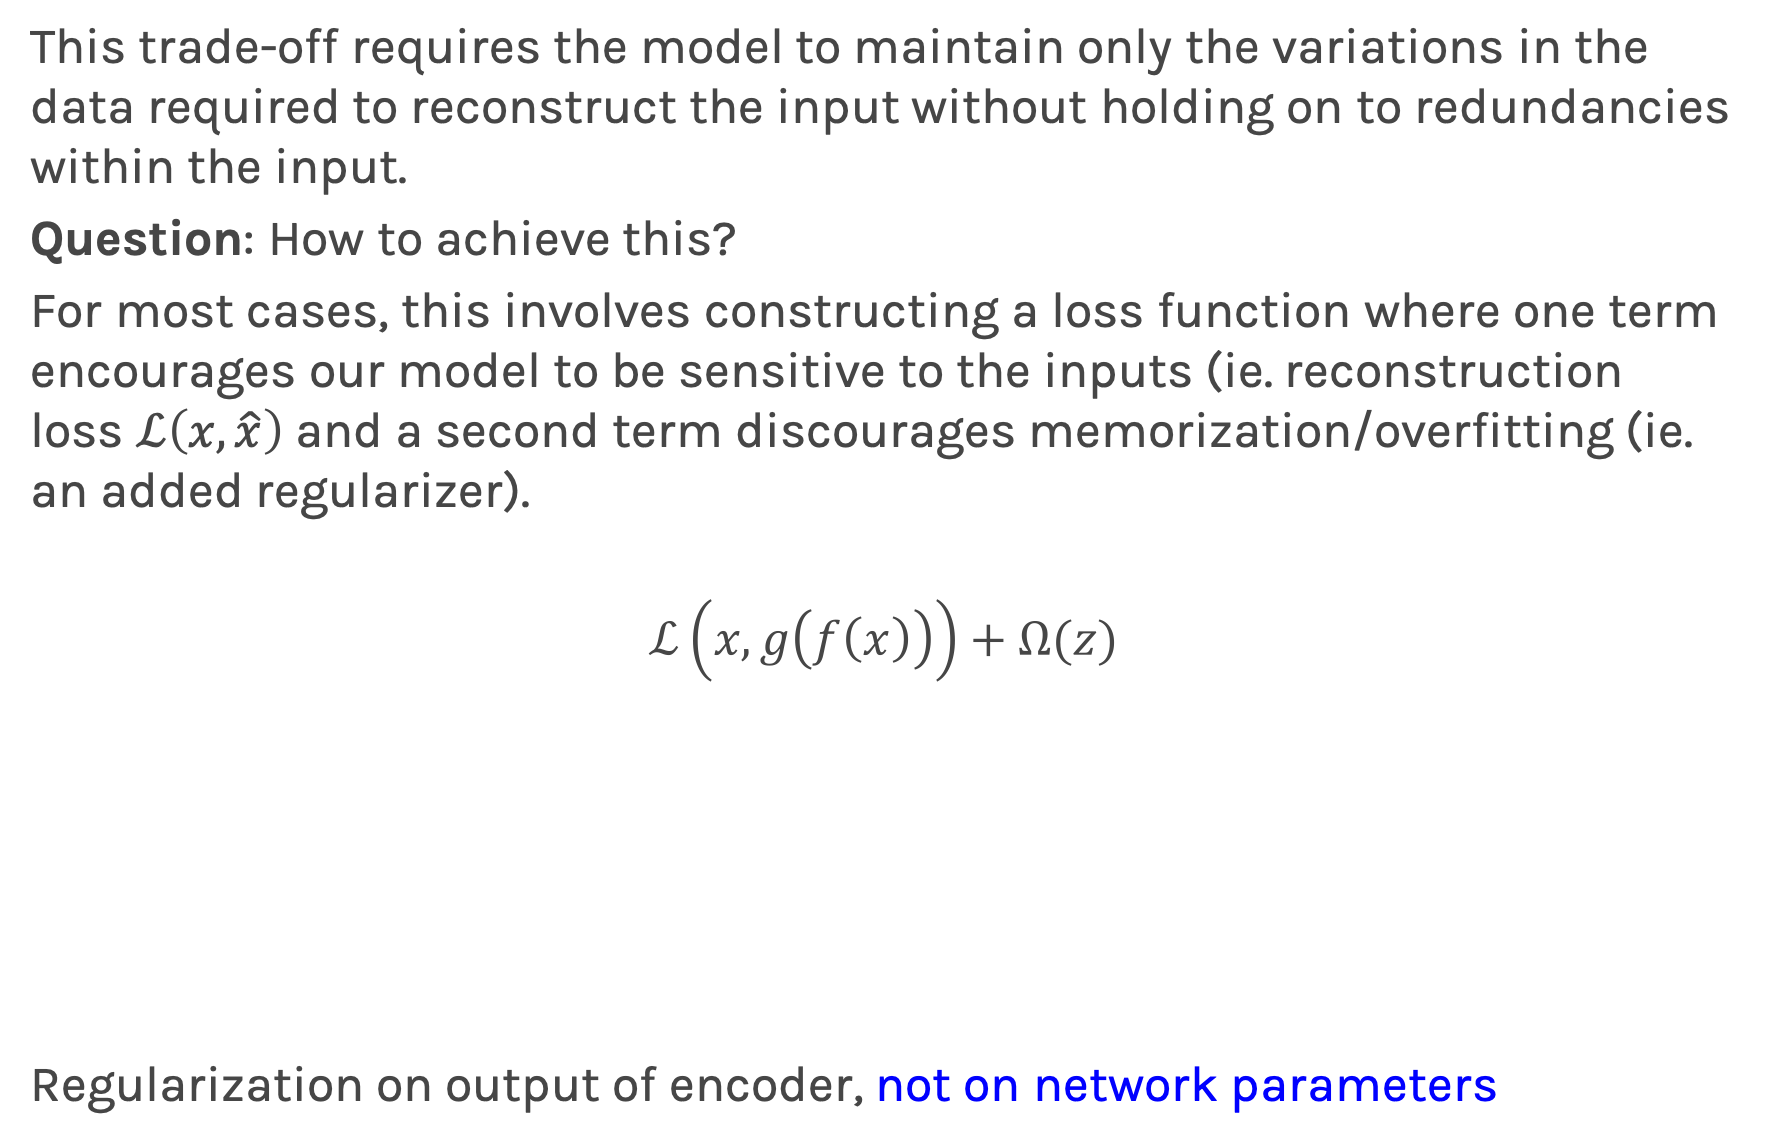 This trade-off requires the model to maintain only the variations in the
data required to reconstruct the input without holding on to redundancies
within the input.
Question: How to achieve this?
For most cases, this involves constructing a loss function where one term
encourages our model to be sensitive to the inputs (ie. reconstruction
loss ℒ(x, x̂) and a second term discourages memorization/overfitting (ie.
an added regularizer).
ℒ(x, g(f(x))) + Ω(z)
Regularization on output of encoder, not on network parameters